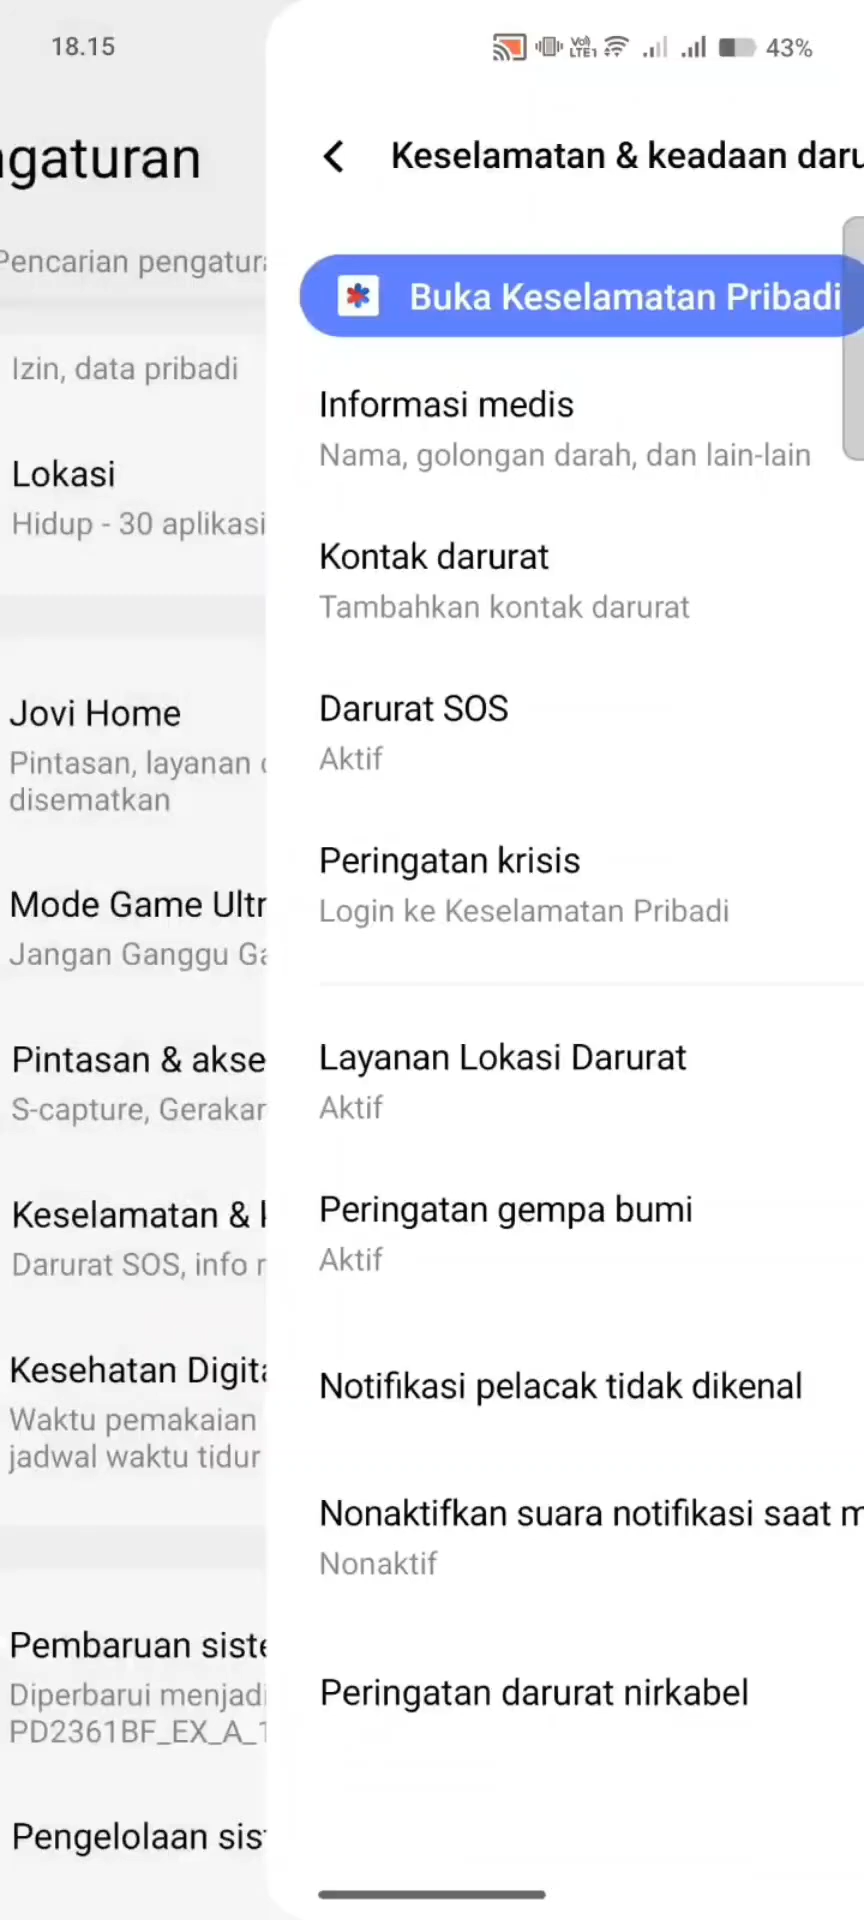 18.15
43%
ngaturan
Pencarian pengatur
Izin, data pribadi
Lokasi
Hidup - 30 aplikasi
Jovi Home
Pintasan, layanan
disematkan
Mode Game Ultr
Jangan Ganggu Ga
Pintasan & akse
S-capture, Gerakan
Keselamatan &
Darurat SOS, info
Kesehatan Digita
Waktu pemakaian
jadwal waktu tidur
Pembaruan siste
Diperbarui menjadi
PD2361BF_EX_A_1
Pengelolaan sis
Keselamatan & keadaan daru
Buka Keselamatan Pribadi
Informasi medis
Nama, golongan darah, dan lain-lain
Kontak darurat
Tambahkan kontak darurat
Darurat SOS
Aktif
Peringatan krisis
Login ke Keselamatan Pribadi
Layanan Lokasi Darurat
Aktif
Peringatan gempa bumi
Aktif
Notifikasi pelacak tidak dikenal
Nonaktifkan suara notifikasi saat m
Nonaktif
Peringatan darurat nirkabel